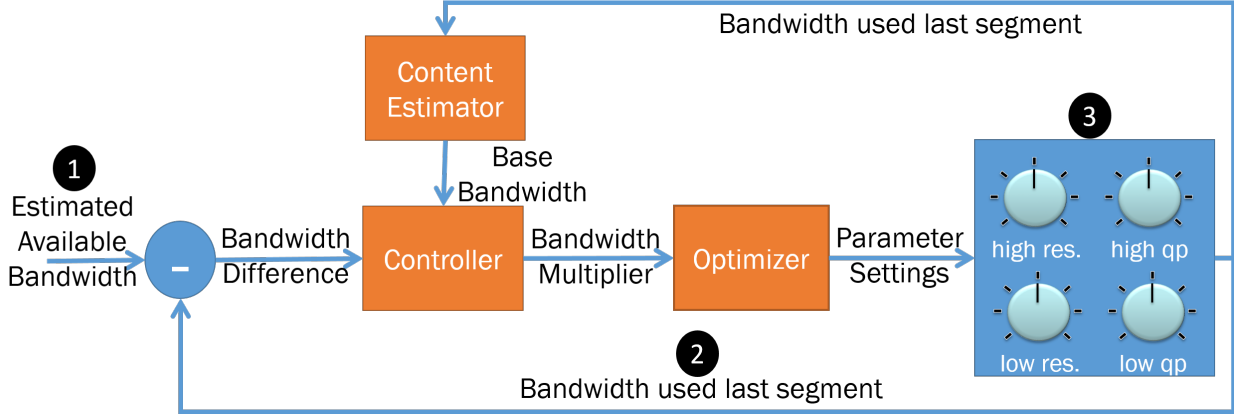 Bandwidth used last segment
Content
Estimator
3
1
Base
Bandwidth
Estimated
Available
Bandwidth
-
Bandwidth
Difference
Controller
Bandwidth
Multiplier
Optimizer
Parameter
Settings
high res.
high qp
low res.
low qp
2
Bandwidth used last segment